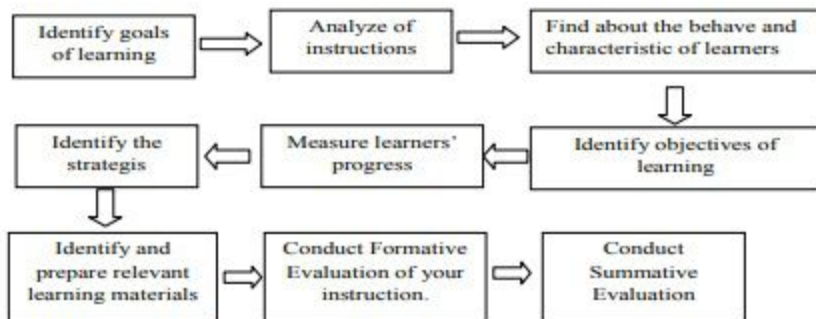 Identify goals
of learning
Analyze of
instructions
Find about the behave and
characteristic of learners
Identify objectives of
learning
Measure learners'
progress
Identify the
strategis
Identify and
prepare relevant
learning materials
Conduct Formative
Evaluation of your
instruction.
Conduct
Summative
Evaluation